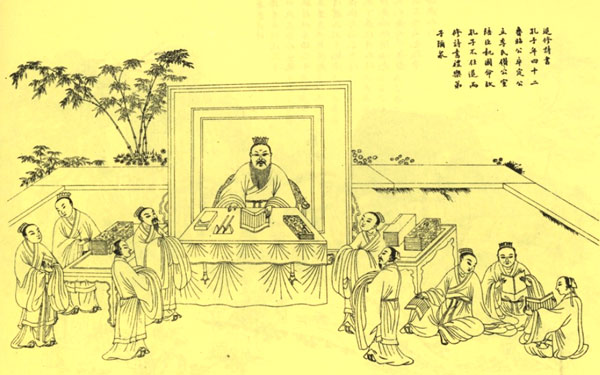 退修詩書
孔子年四十二
魯昭公卒定公
立季氏僭公室
陪臣執國命故
孔子不仕退而
修詩書禮樂弟
子彌衆